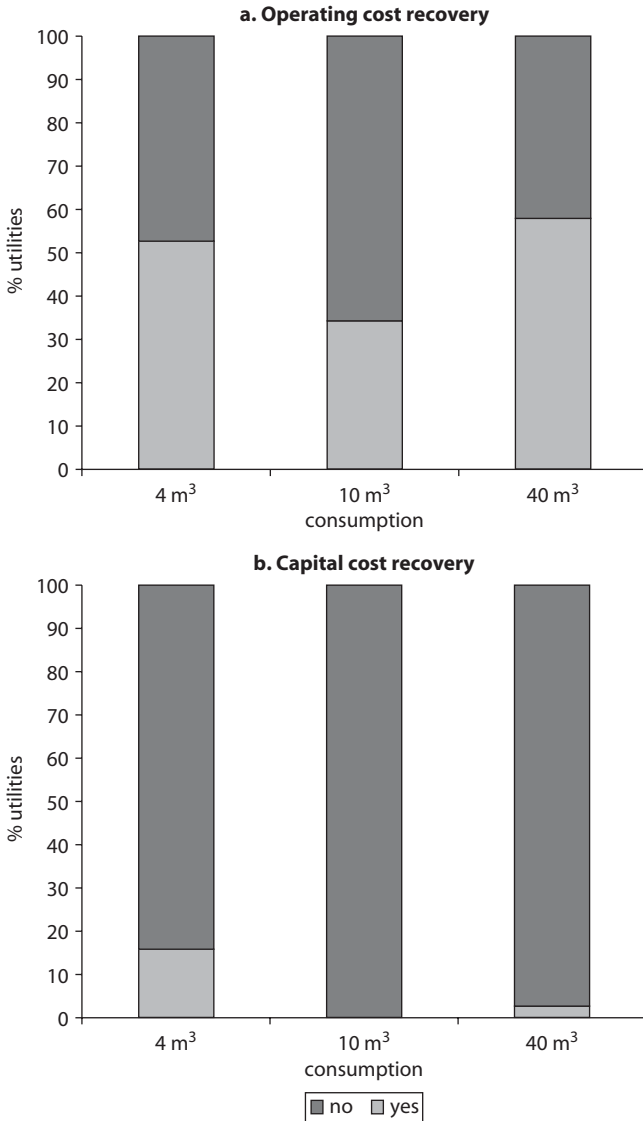 a. Operating cost recovery
100
90
80
70
60
50
40
30
20
10
0
% utilities
4 m³
10 m³
40 m³
consumption
b. Capital cost recovery
100
90
80
70
60
50
40
30
20
10
0
% utilities
4 m³
10 m³
40 m³
consumption
no yes